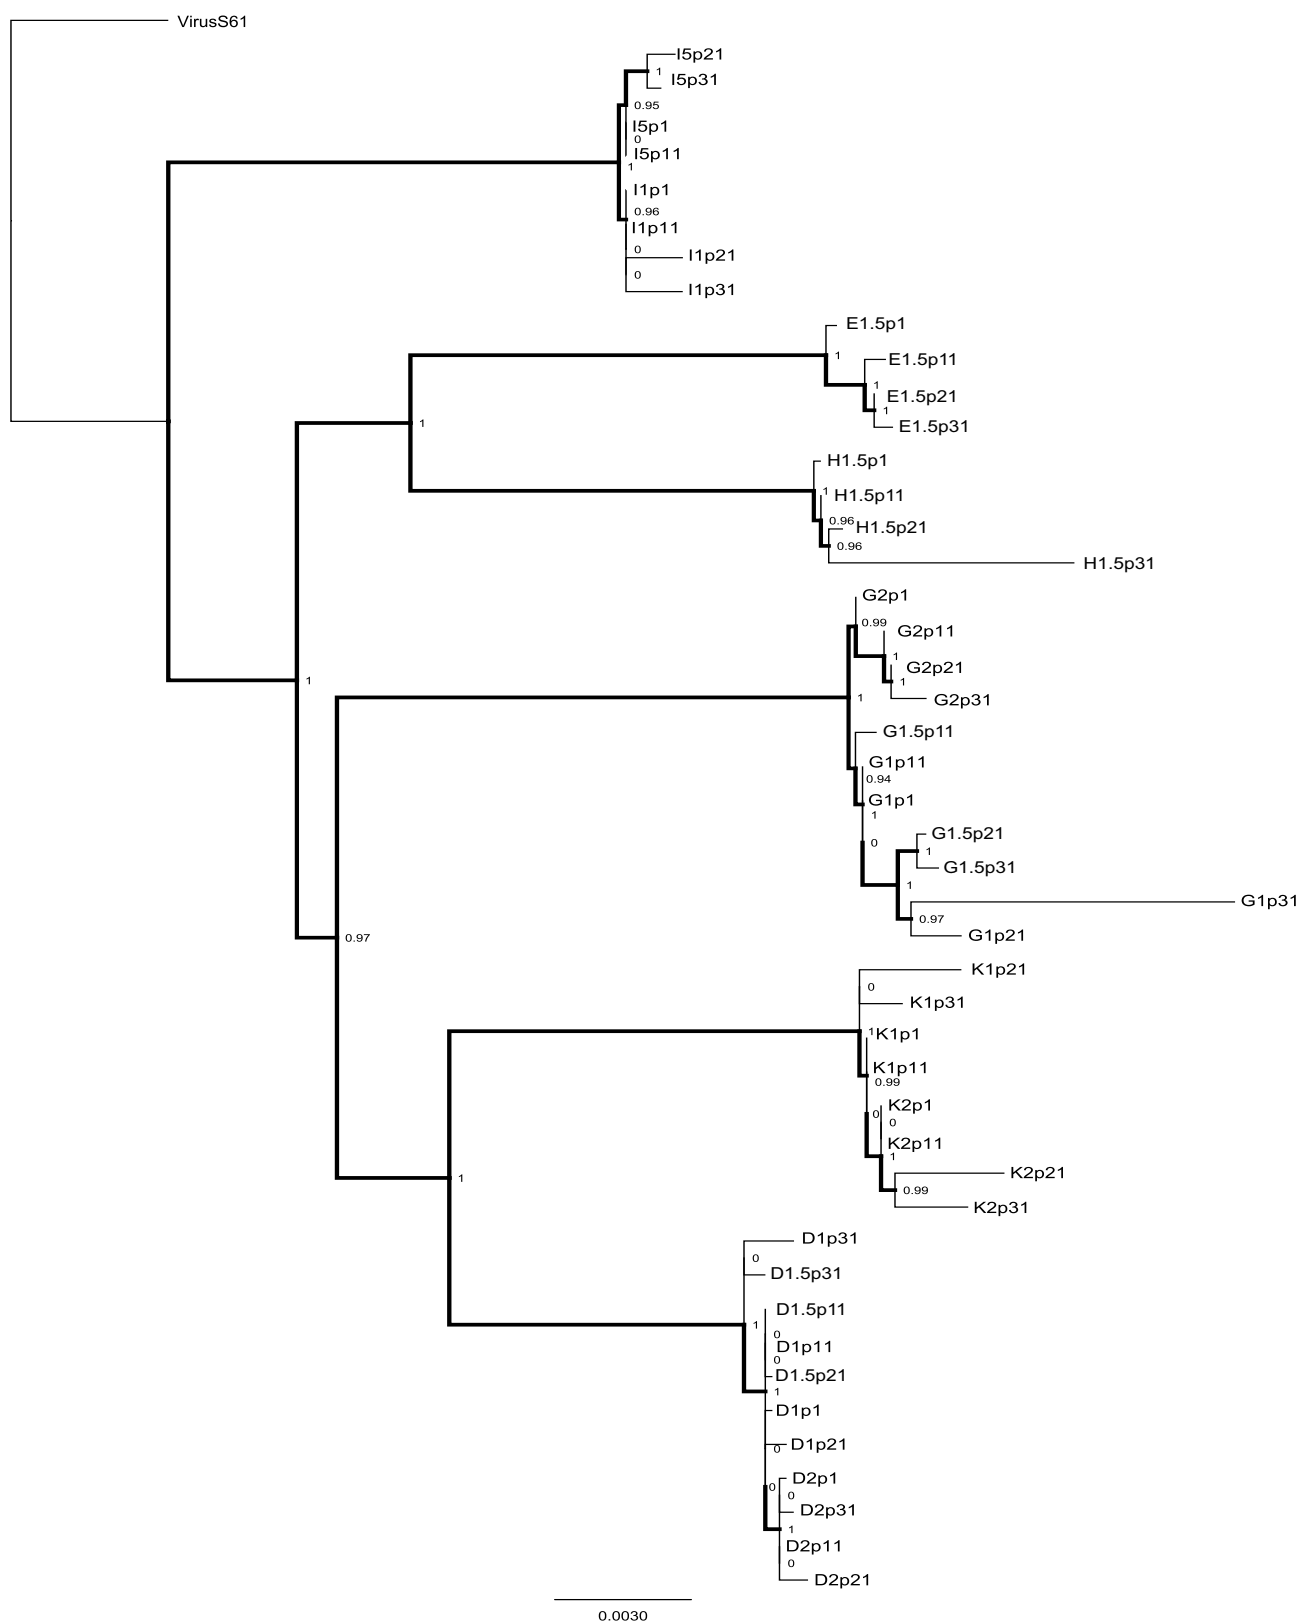 VirusS61
I5p21
1
I5p31
0.95
I5p1
0
I5p11
1
I1p1
0.96
I1p11
0
I1p21
0
I1p31
E1.5p1
1
E1.5p11
1
E1.5p21
1
E1.5p31
1
H1.5p1
1
H1.5p11
0.96
H1.5p21
0.96
H1.5p31
G2p1
0.99
G2p11
1
G2p21
1
1
G2p31
1
G1.5p11
G1p11
0.94
G1p1
1
G1.5p21
0
1
G1.5p31
1
G1p31
0.97
G1p21
0.97
K1p21
0
K1p31
1
K1p1
K1p11
0.99
K2p1
0
0
K2p11
1
K2p21
1
0.99
K2p31
D1p31
0
D1.5p31
D1.5p11
1
0
D1p11
0
D1.5p21
1
D1p1
D1p21
0
D2p1
0
0
D2p31
1
D2p11
0
D2p21
0.0030